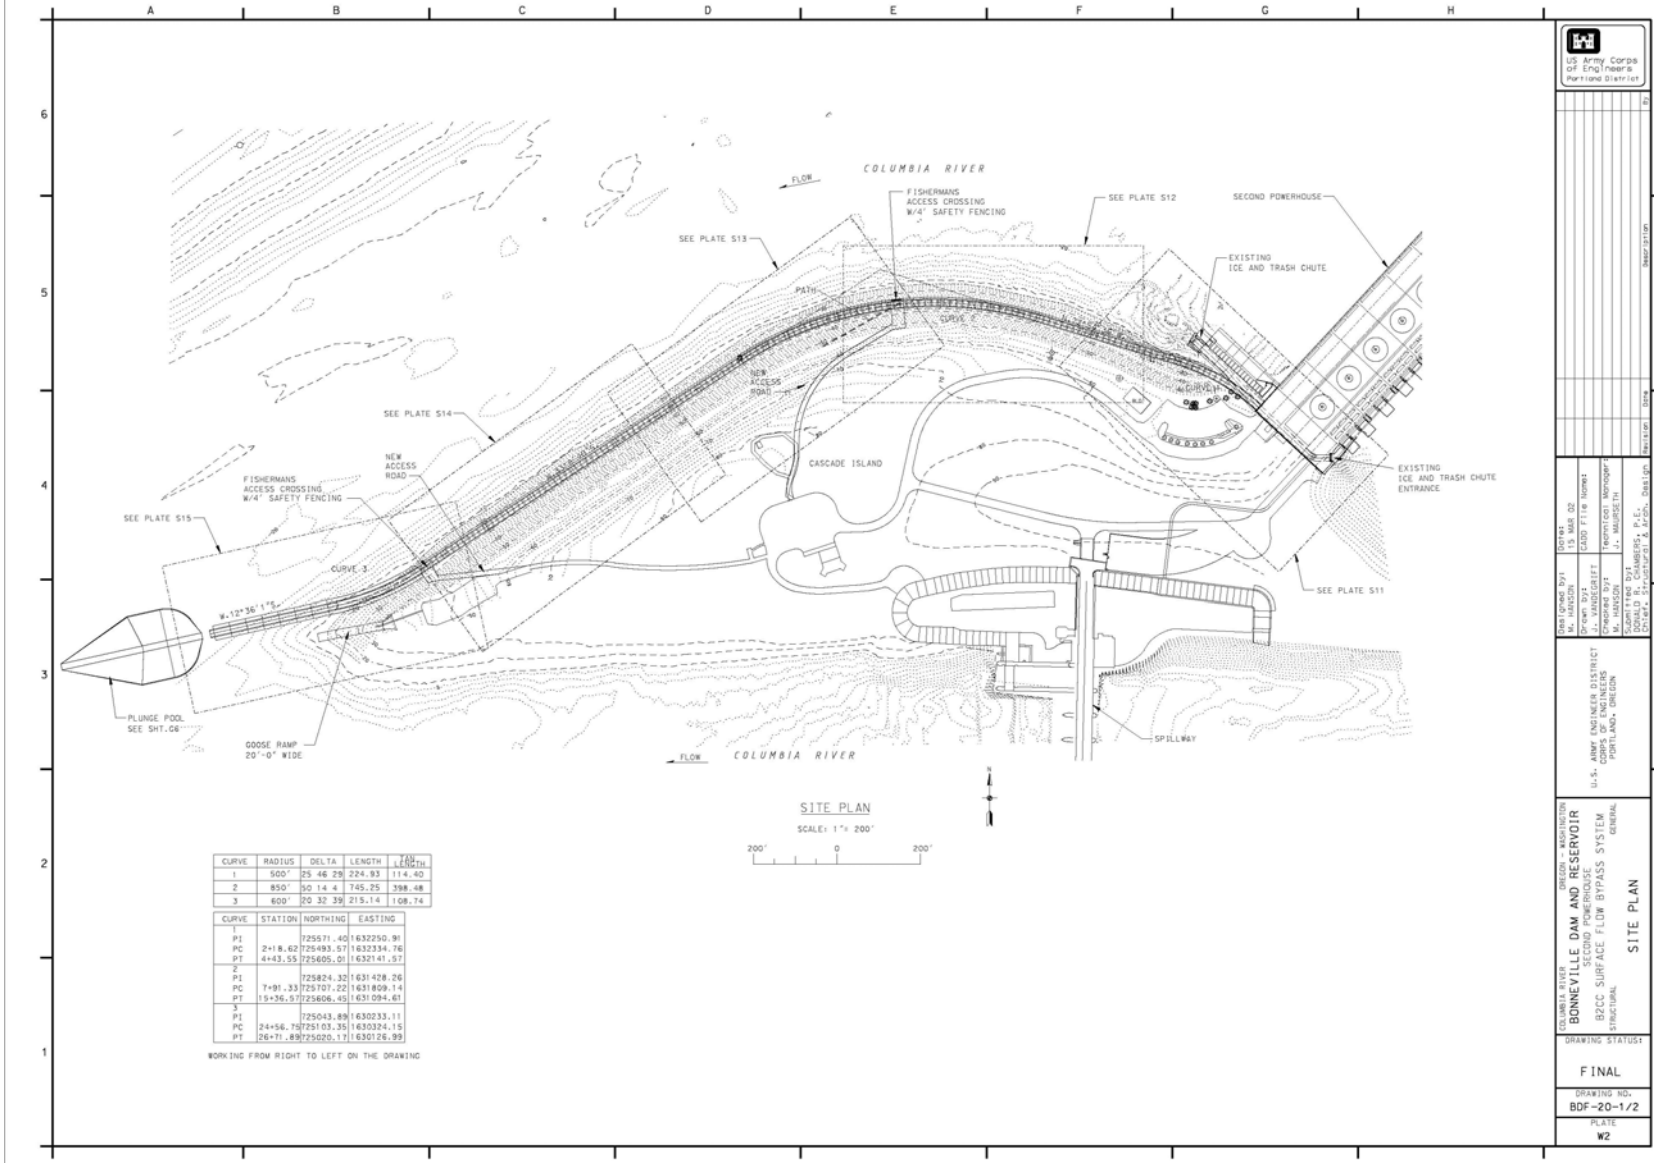 A B C D E F G H
6
5
4
3
2
1
COLUMBIA RIVER
FLOW
FISHERMANS
ACCESS CROSSING
W/4' SAFETY FENCING
SEE PLATE S12
SECOND POWERHOUSE
SEE PLATE S13
EXISTING
ICE AND TRASH CHUTE
PATH
CURVE 2
NEW
ACCESS
ROAD
CURVE 1
SEE PLATE S14
CASCADE ISLAND
NEW
ACCESS
ROAD
FISHERMANS
ACCESS CROSSING
W/4' SAFETY FENCING
EXISTING
ICE AND TRASH CHUTE
ENTRANCE
SEE PLATE S15
CURVE 3
SEE PLATE S11
PLUNGE POOL
SEE SHT.G6
GOOSE RAMP
20'-0" WIDE
SPILLWAY
FLOW
COLUMBIA RIVER
N
SITE PLAN
SCALE: 1"= 200'
200' 0 200'
CURVE RADIUS DELTA LENGTH TAN LENGTH
1 500' 25 46 29 224.93 114.40
2 850' 50 14 4 745.25 398.48
3 600' 20 32 39 215.14 108.74
CURVE STATION NORTHING EASTING
1
PI 725571.40 1632250.91
PC 2+18.62 725493.57 1632334.76
PT 4+43.55 725605.01 1632141.57
2
PI 725824.32 1631428.26
PC 7+91.33 725707.22 1631809.14
PT 15+36.57 725606.45 1631094.61
3
PI 725043.89 1630233.11
PC 24+56.75 725103.35 1630324.15
PT 26+71.89 725020.17 1630126.99
WORKING FROM RIGHT TO LEFT ON THE DRAWING
US Army Corps
of Engineers
Portland District
Revision Date Description By
Designed by:
M. HANSON
Date:
15 MAR 02
Drawn by:
J. VANDEGRIFT
CADD File Name:
Checked by:
M. HANSON
Technical Manager:
J. MAURSETH
Submitted by:
DONALD R. CHAMBERS, P.E.
Chief, Structural & Arch. Design
U.S. ARMY ENGINEER DISTRICT
CORPS OF ENGINEERS
PORTLAND, OREGON
COLUMBIA RIVER OREGON - WASHINGTON
BONNEVILLE DAM AND RESERVOIR
SECOND POWERHOUSE
B2CC SURFACE FLOW BYPASS SYSTEM
STRUCTURAL GENERAL
SITE PLAN
DRAWING STATUS:
FINAL
DRAWING NO.
BDF-20-1/2
PLATE
W2